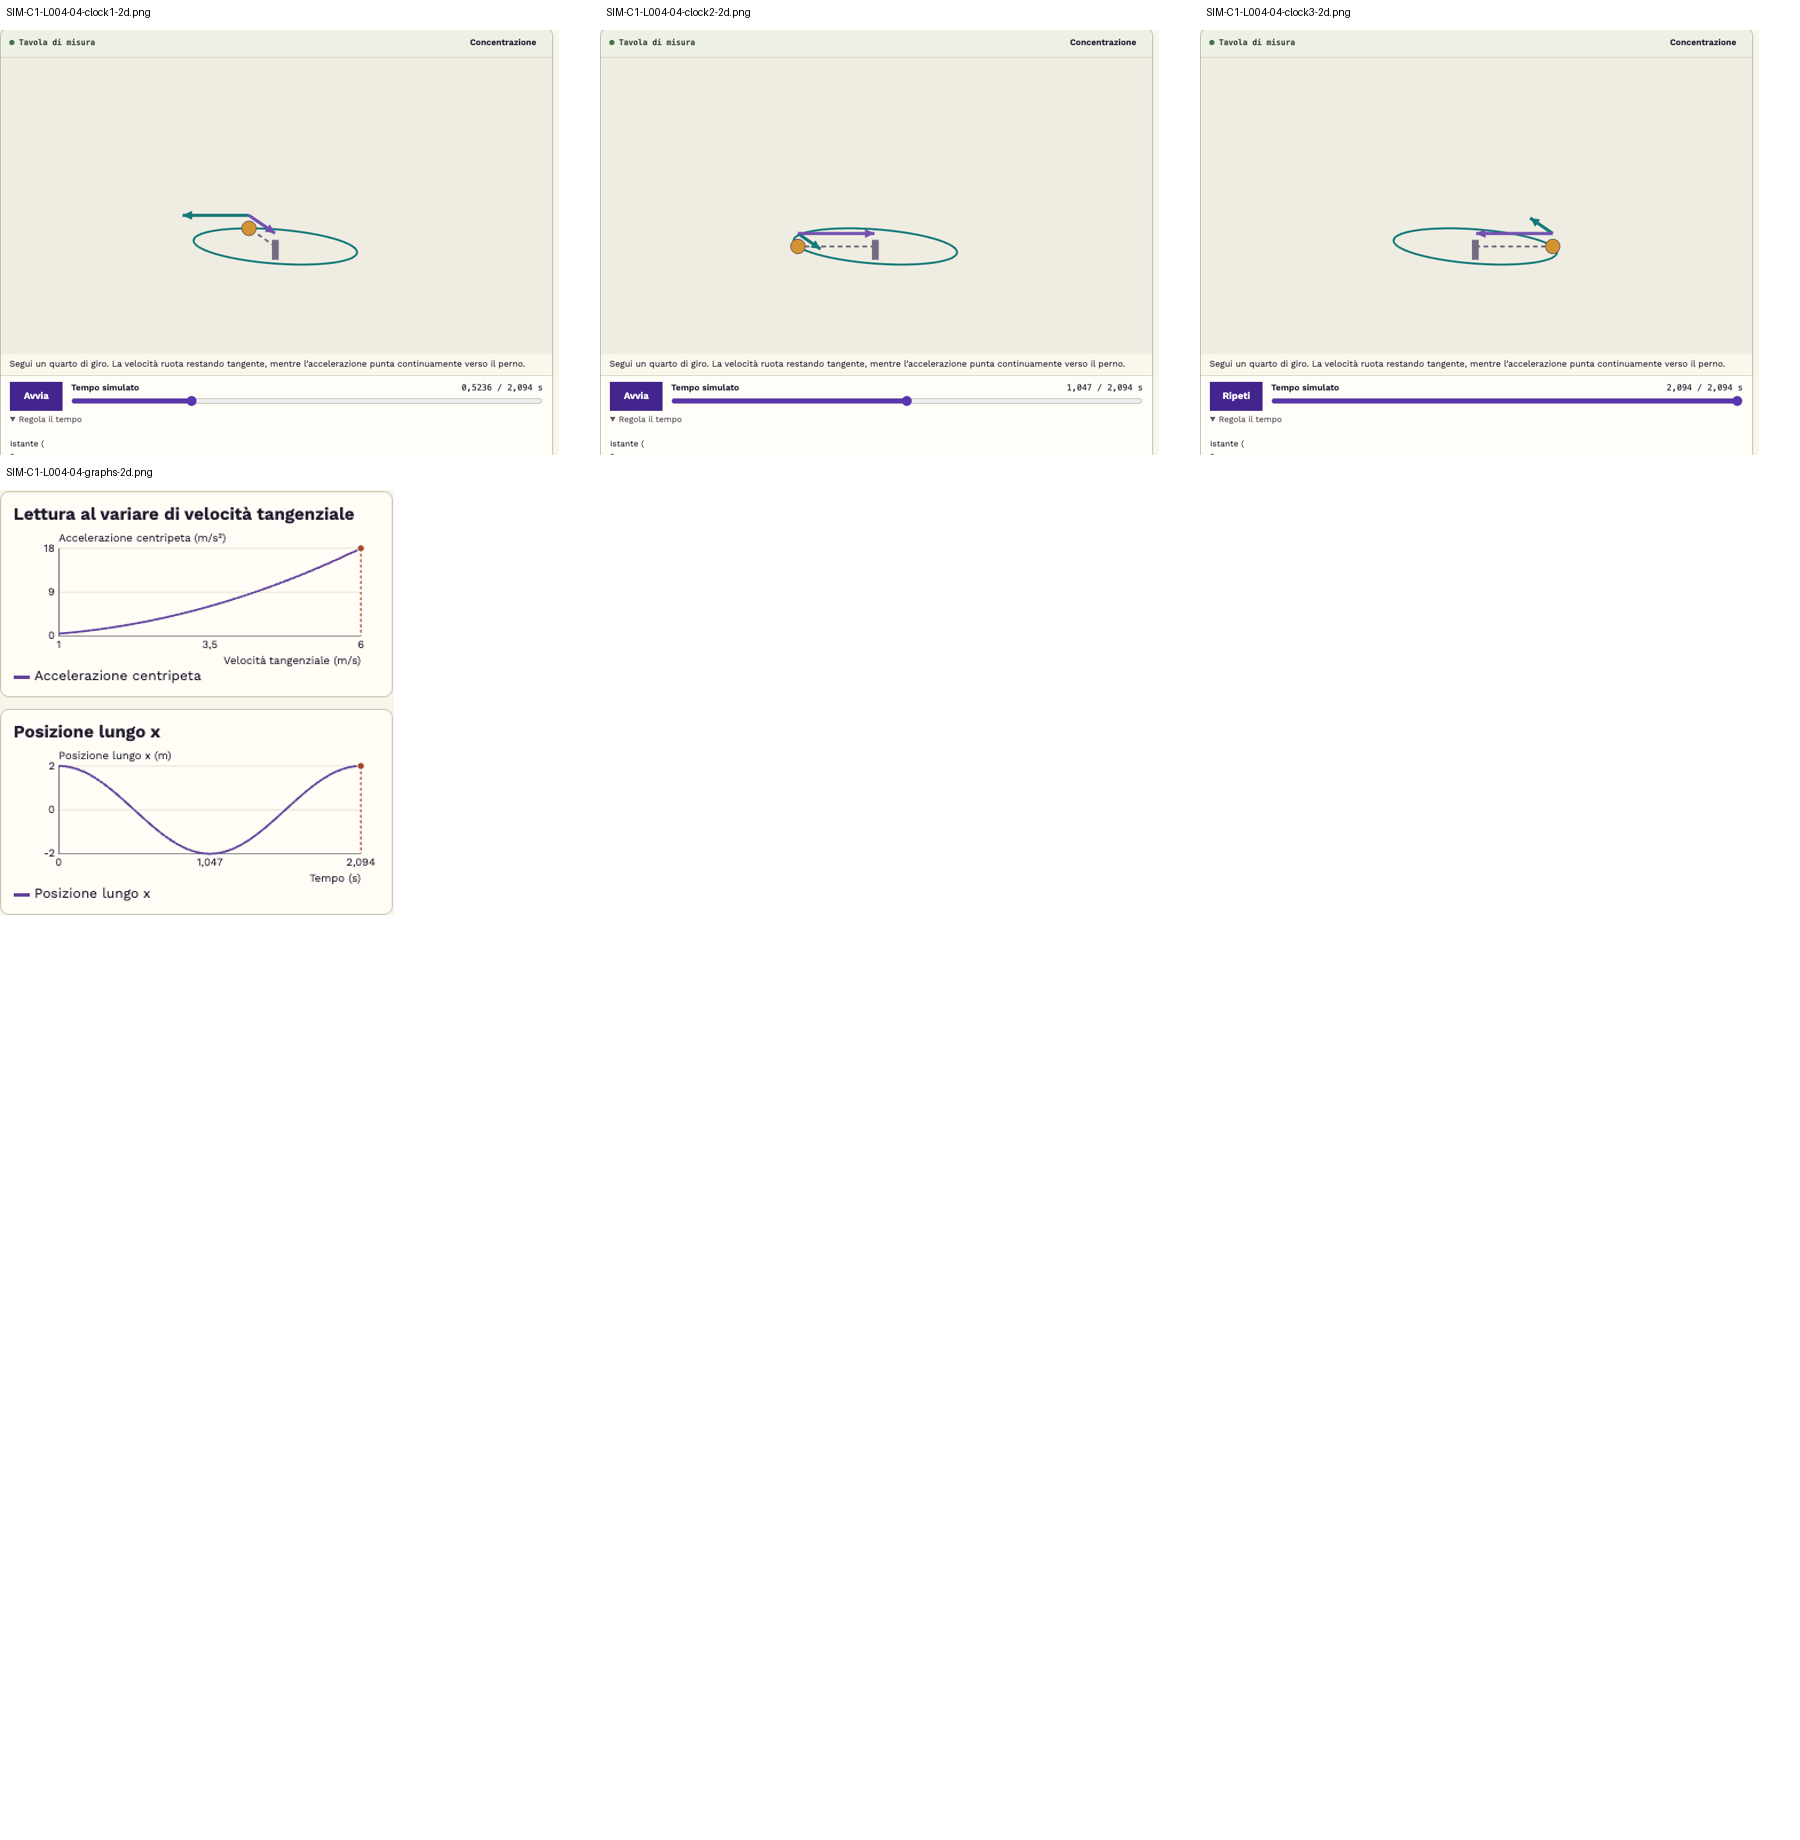 SIM-C1-L004-04-clock1-2d.png
Tavola di misura
Concentrazione
Segui un quarto di giro. La velocità ruota restando tangente, mentre l'accelerazione punta continuamente verso il perno.
Avvia
Tempo simulato
0,5236 / 2,094 s
▼ Regola il tempo
Istante (
SIM-C1-L004-04-clock2-2d.png
Tavola di misura
Concentrazione
Segui un quarto di giro. La velocità ruota restando tangente, mentre l'accelerazione punta continuamente verso il perno.
Avvia
Tempo simulato
1,047 / 2,094 s
▼ Regola il tempo
Istante (
SIM-C1-L004-04-clock3-2d.png
Tavola di misura
Concentrazione
Segui un quarto di giro. La velocità ruota restando tangente, mentre l'accelerazione punta continuamente verso il perno.
Ripeti
Tempo simulato
2,094 / 2,094 s
▼ Regola il tempo
Istante (
SIM-C1-L004-04-graphs-2d.png
Lettura al variare di velocità tangenziale
Accelerazione centripeta (m/s²)
18
9
0
1
3,5
6
Velocità tangenziale (m/s)
Accelerazione centripeta
Posizione lungo x
Posizione lungo x (m)
2
0
-2
0
1,047
2,094
Tempo (s)
Posizione lungo x